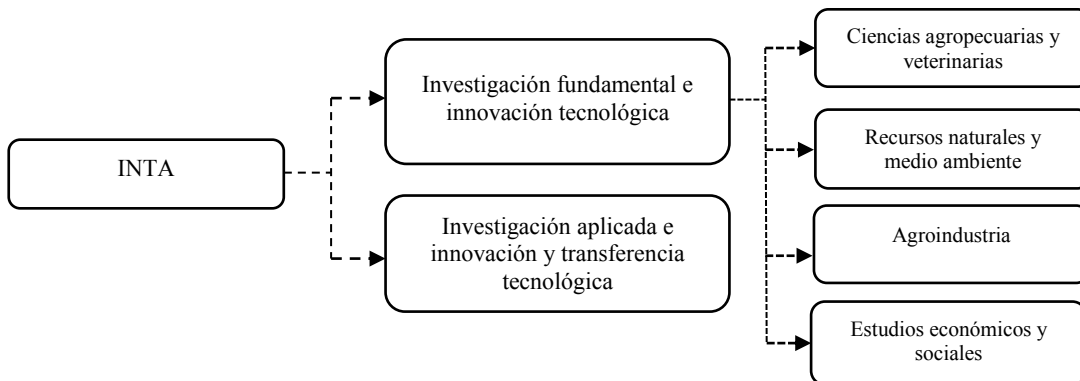 INTA
Investigación fundamental e
innovación tecnológica
Investigación aplicada e
innovación y transferencia
tecnológica
Ciencias agropecuarias y
veterinarias
Recursos naturales y
medio ambiente
Agroindustria
Estudios económicos y
sociales